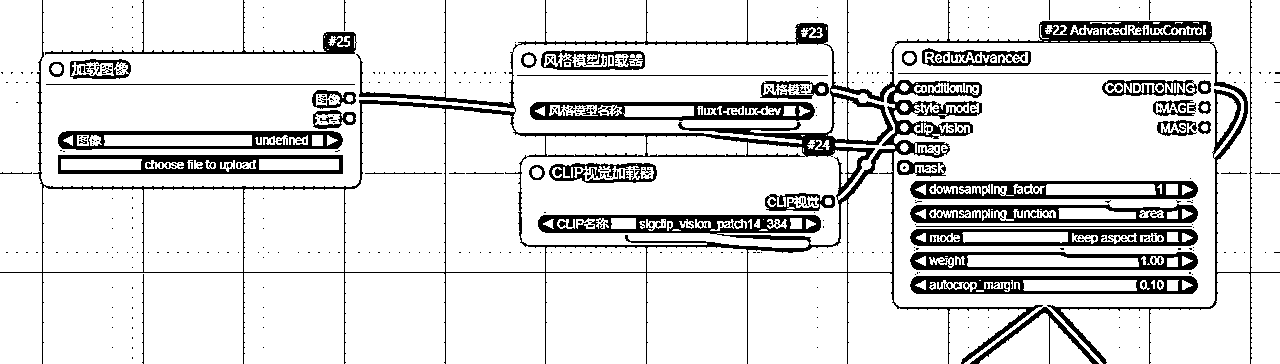 #25
加载图像
图像
遮罩
图像 undefined
choose file to upload
#23
风格模型加载器
风格模型
风格模型名称 flux1-redux-dev
#24
CLIP视觉加载器
CLIP视觉
CLIP名称 sigclip_vision_patch14_384
#22 AdvancedRefluxControl
ReduxAdvanced
conditioning CONDITIONING
style_model IMAGE
clip_vision MASK
image
mask
downsampling_factor 1
downsampling_function area
mode keep aspect ratio
weight 1.00
autocrop_margin 0.10